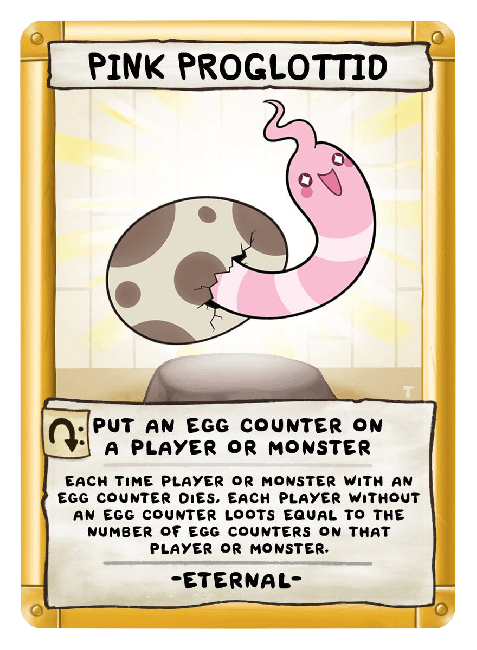 PINK PROGLOTTID
PUT AN EGG COUNTER ON
A PLAYER OR MONSTER
EACH TIME PLAYER OR MONSTER WITH AN
EGG COUNTER DIES. EACH PLAYER WITHOUT
AN EGG COUNTER LOOTS EQUAL TO THE
NUMBER OF EGG COUNTERS ON THAT
PLAYER OR MONSTER.
-ETERNAL-